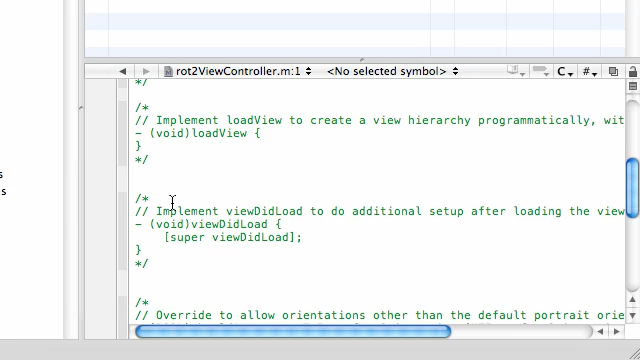 s
s
rot2ViewController.m:1 <No selected symbol> C #
*/
/*
// Implement loadView to create a view hierarchy programmatically, wit
- (void)loadView {
}
*/
/*
// Implement viewDidLoad to do additional setup after loading the view
- (void)viewDidLoad {
[super viewDidLoad];
}
*/
/*
// Override to allow orientations other than the default portrait orie